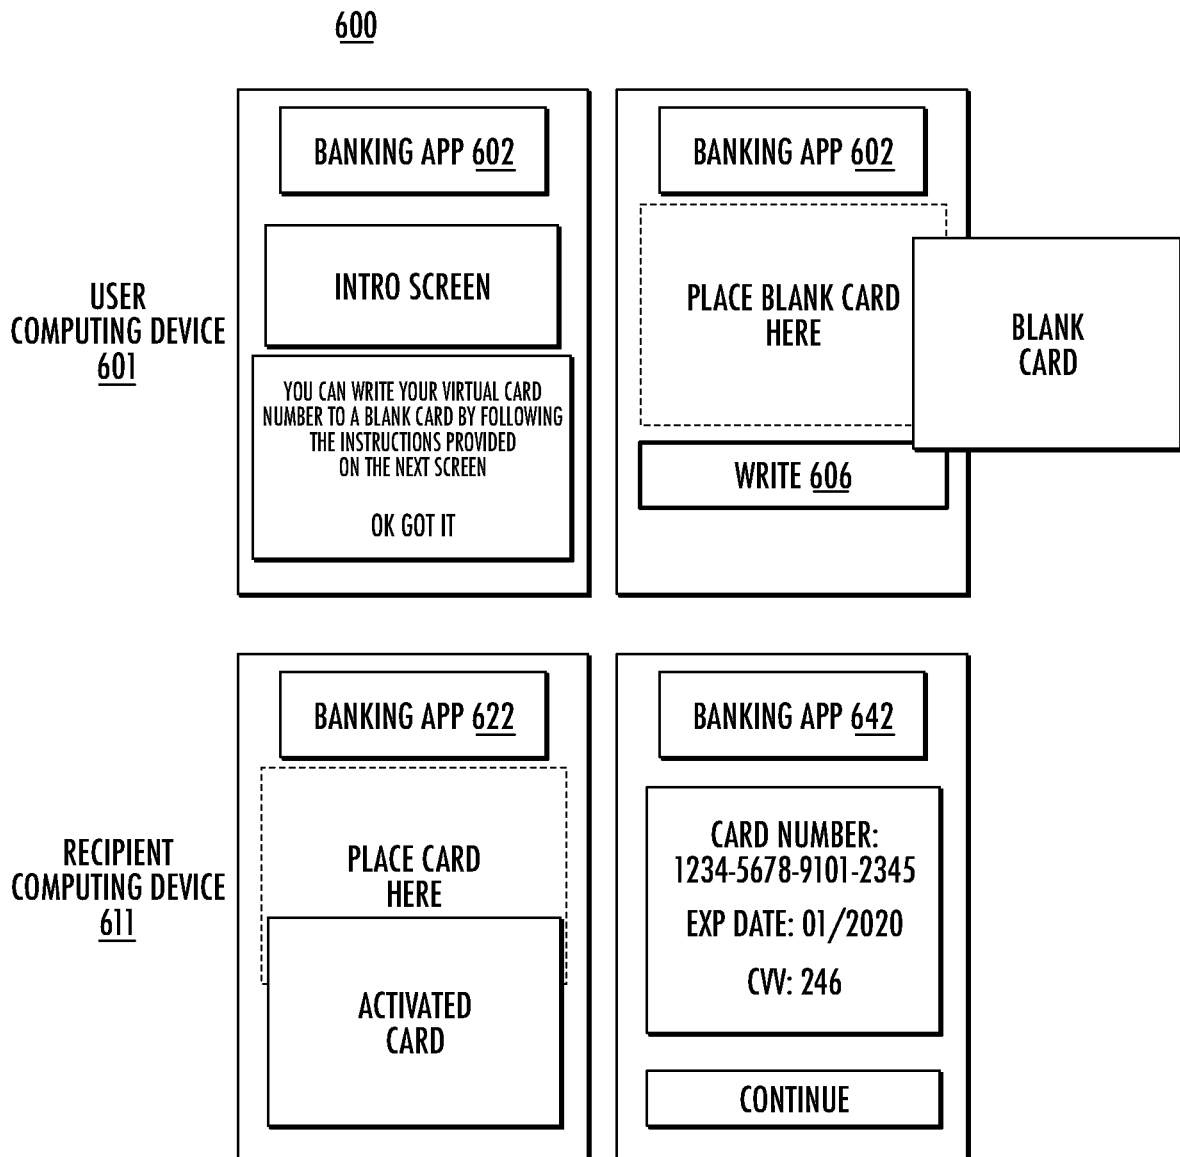 600
BANKING APP 602
INTRO SCREEN
YOU CAN WRITE YOUR VIRTUAL CARD
NUMBER TO A BLANK CARD BY FOLLOWING
THE INSTRUCTIONS PROVIDED
ON THE NEXT SCREEN
OK GOT IT
BANKING APP 602
PLACE BLANK CARD
HERE
WRITE 606
BLANK
CARD
USER
COMPUTING DEVICE
601
BANKING APP 622
PLACE CARD
HERE
ACTIVATED
CARD
BANKING APP 642
CARD NUMBER:
1234-5678-9101-2345
EXP DATE: 01/2020
CVV: 246
CONTINUE
RECIPIENT
COMPUTING DEVICE
611